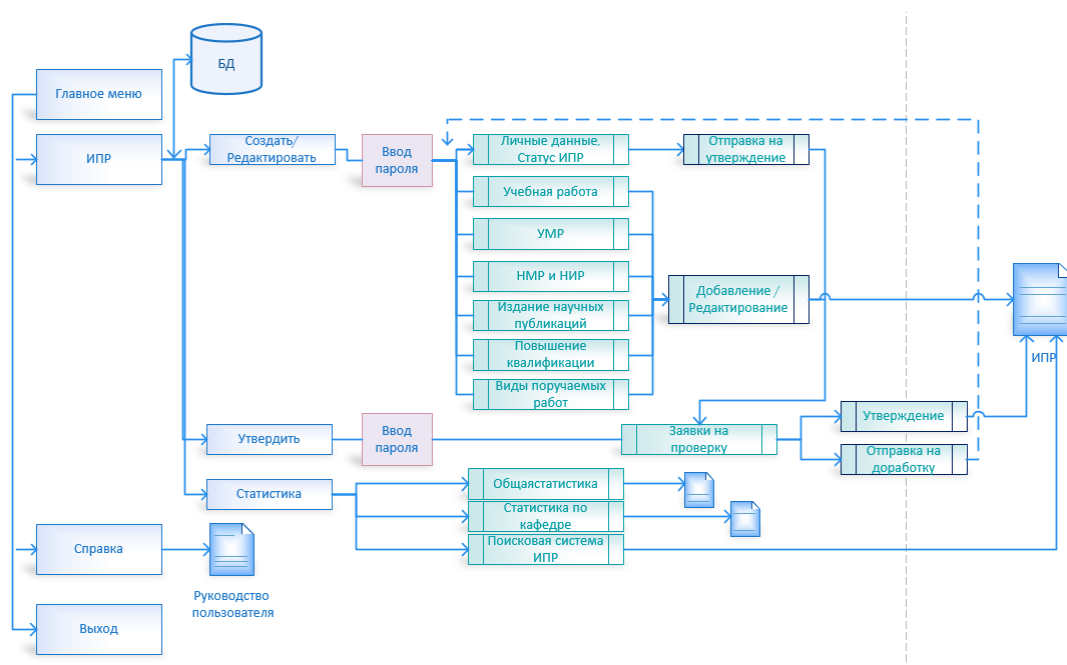 БД
Главное меню
ИПР
Создать/
Редактировать
Ввод
пароля
Личные данные,
Статус ИПР
Отправка на
утверждение
Учебная работа
УМР
НМР и НИР
Издание научных
публикаций
Повышение
квалификации
Виды поручаемых
работ
Добавление /
Редактирование
ИПР
Утвердить
Ввод
пароля
Заявки на
проверку
Утверждение
Отправка на
доработку
Статистика
Общаястатистика
Статистика по
кафедре
Поисковая система
ИПР
Справка
Руководство
пользователя
Выход